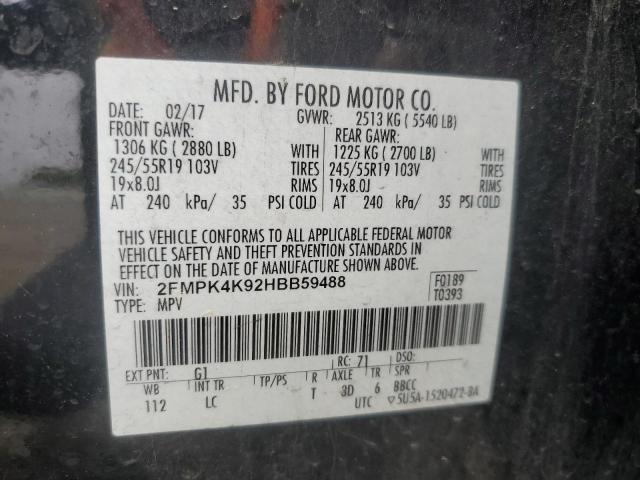 MFD. BY FORD MOTOR CO.
DATE: 02/17 GVWR: 2513 KG ( 5540 LB)
FRONT GAWR: REAR GAWR:
1306 KG ( 2880 LB) WITH 1225 KG ( 2700 LB) WITH
245/55R19 103V TIRES 245/55R19 103V TIRES
19x8.0J RIMS 19x8.0J RIMS
AT 240 kPa/ 35 PSI COLD AT 240 kPa/ 35 PSI COLD
THIS VEHICLE CONFORMS TO ALL APPLICABLE FEDERAL MOTOR
VEHICLE SAFETY AND THEFT PREVENTION STANDARDS IN
EFFECT ON THE DATE OF MANUFACTURE SHOWN ABOVE.
VIN: 2FMPK4K92HBB59488 F0189
TYPE: MPV T0393
EXT PNT: G1 RC: 71 DSO:
WB INT TR TP/PS R AXLE TR SPR
112 LC T 3D 6 BBCC
UTC ▽5U5A-1520472-BA